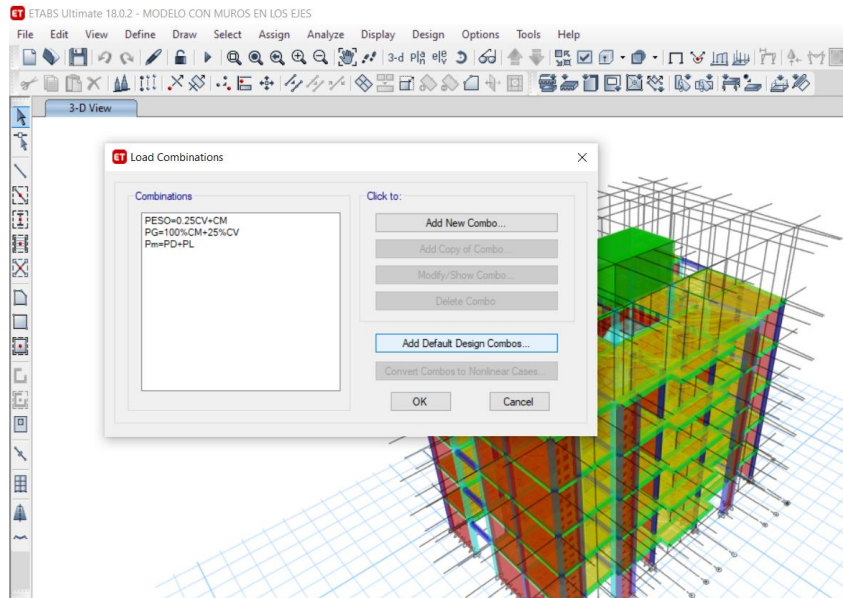 ETABS Ultimate 18.0.2 - MODELO CON MUROS EN LOS EJES
File Edit View Define Draw Select Assign Analyze Display Design Options Tools Help
3-d
3-D View
Load Combinations
Combinations
PESO=0.25CV+CM
PG=100%CM+25%CV
Pm=PD+PL
Click to:
Add New Combo...
Add Copy of Combo...
Modify/Show Combo...
Delete Combo
Add Default Design Combos...
Convert Combos to Nonlinear Cases...
OK
Cancel